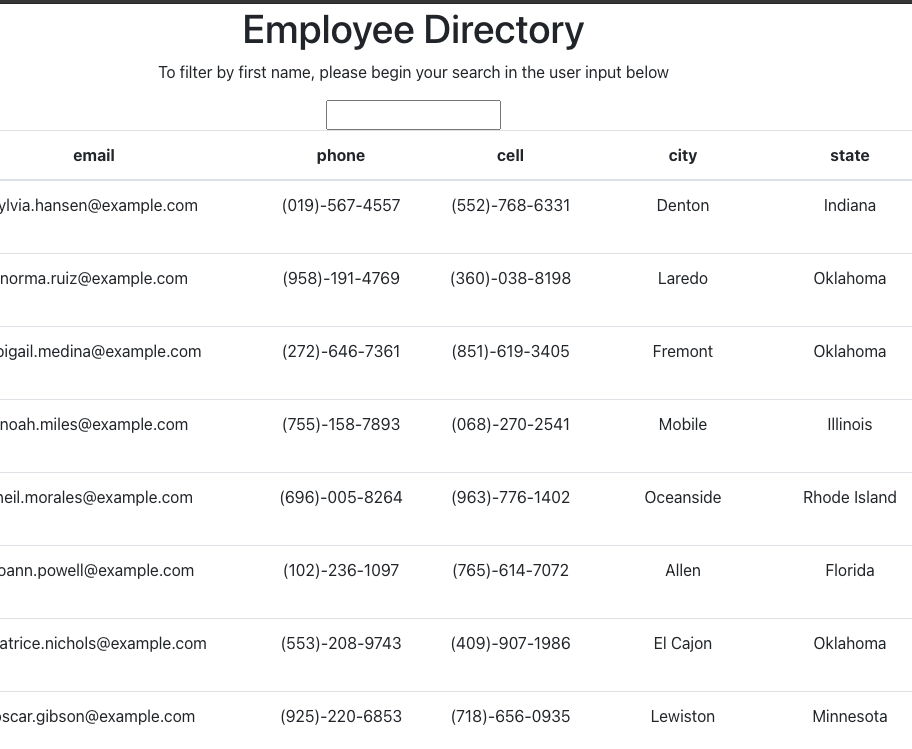 Employee Directory
To filter by first name, please begin your search in the user input below
email phone cell city state
ylvia.hansen@example.com (019)-567-4557 (552)-768-6331 Denton Indiana
norma.ruiz@example.com (958)-191-4769 (360)-038-8198 Laredo Oklahoma
bigail.medina@example.com (272)-646-7361 (851)-619-3405 Fremont Oklahoma
noah.miles@example.com (755)-158-7893 (068)-270-2541 Mobile Illinois
neil.morales@example.com (696)-005-8264 (963)-776-1402 Oceanside Rhode Island
oann.powell@example.com (102)-236-1097 (765)-614-7072 Allen Florida
atrice.nichols@example.com (553)-208-9743 (409)-907-1986 El Cajon Oklahoma
oscar.gibson@example.com (925)-220-6853 (718)-656-0935 Lewiston Minnesota